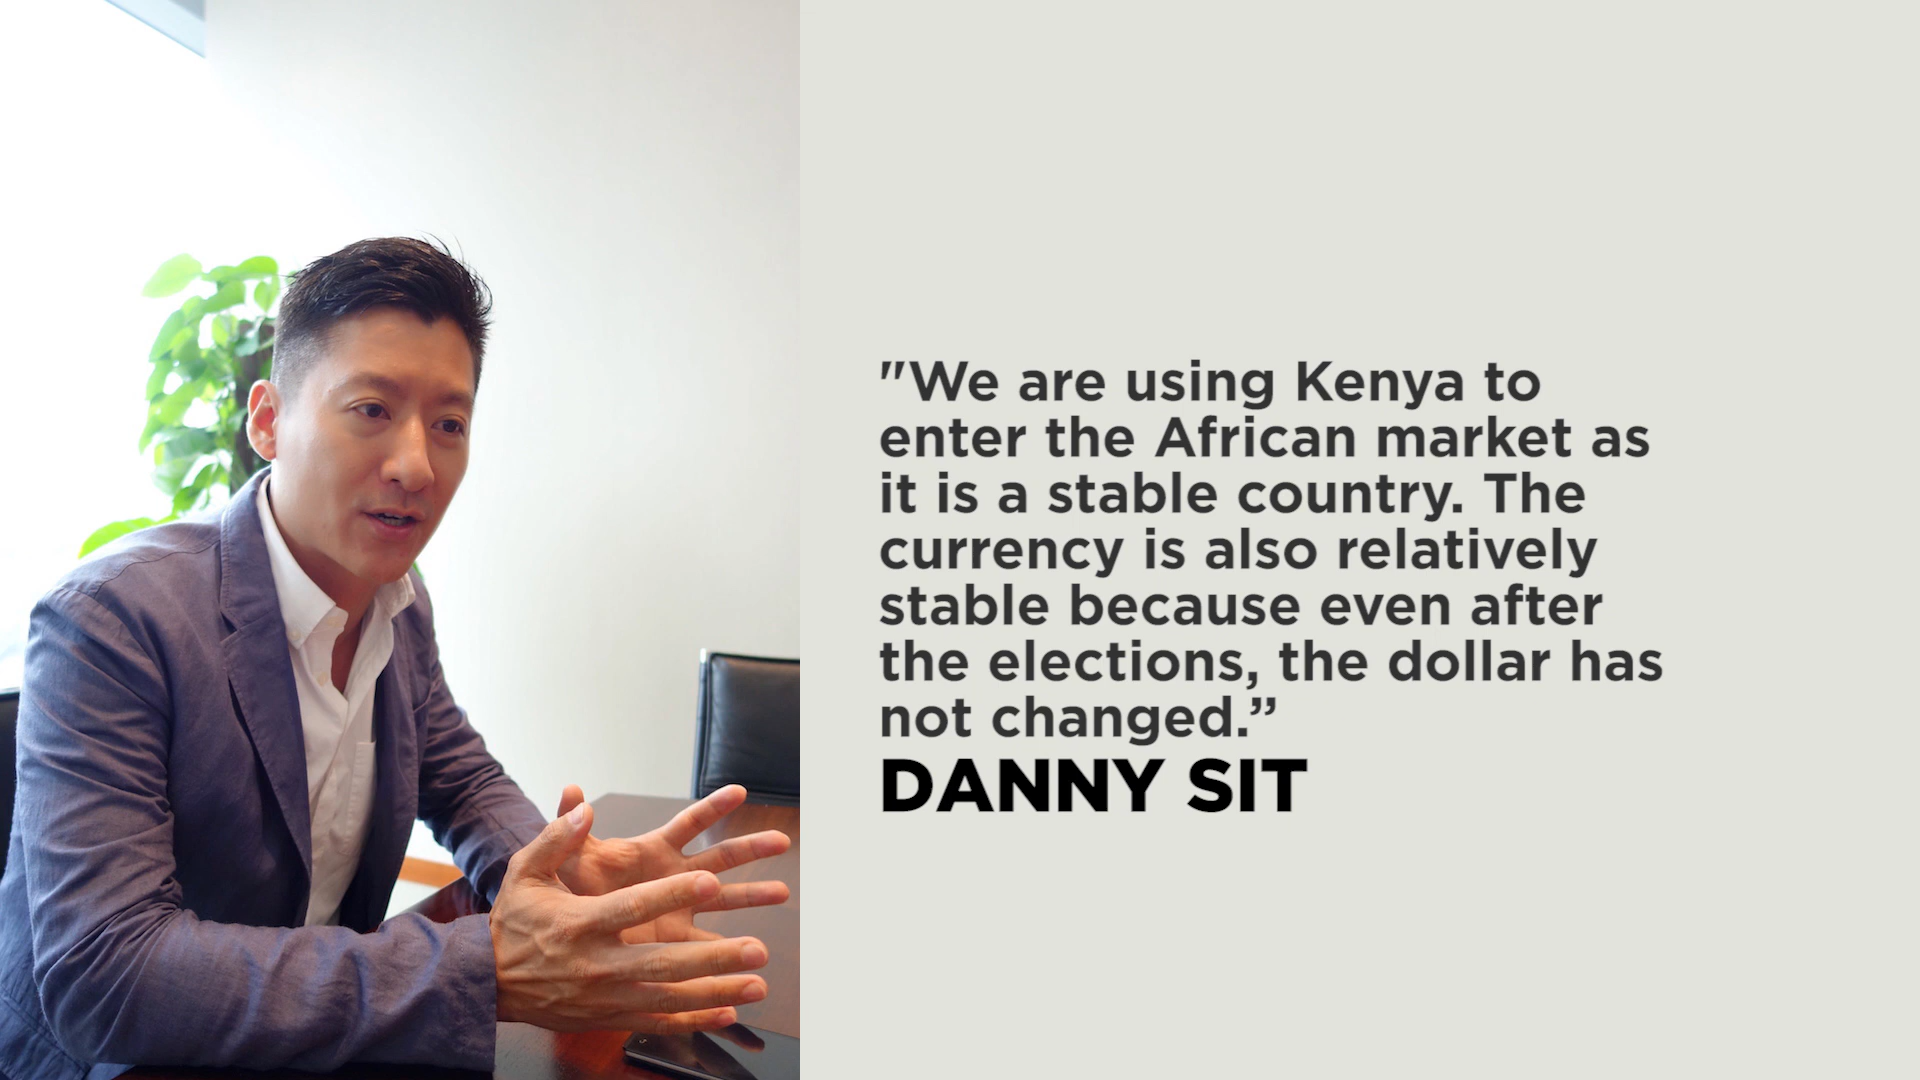 "We are using Kenya to
enter the African market as
it is a stable country. The
currency is also relatively
stable because even after
the elections, the dollar has
not changed.”
DANNY SIT